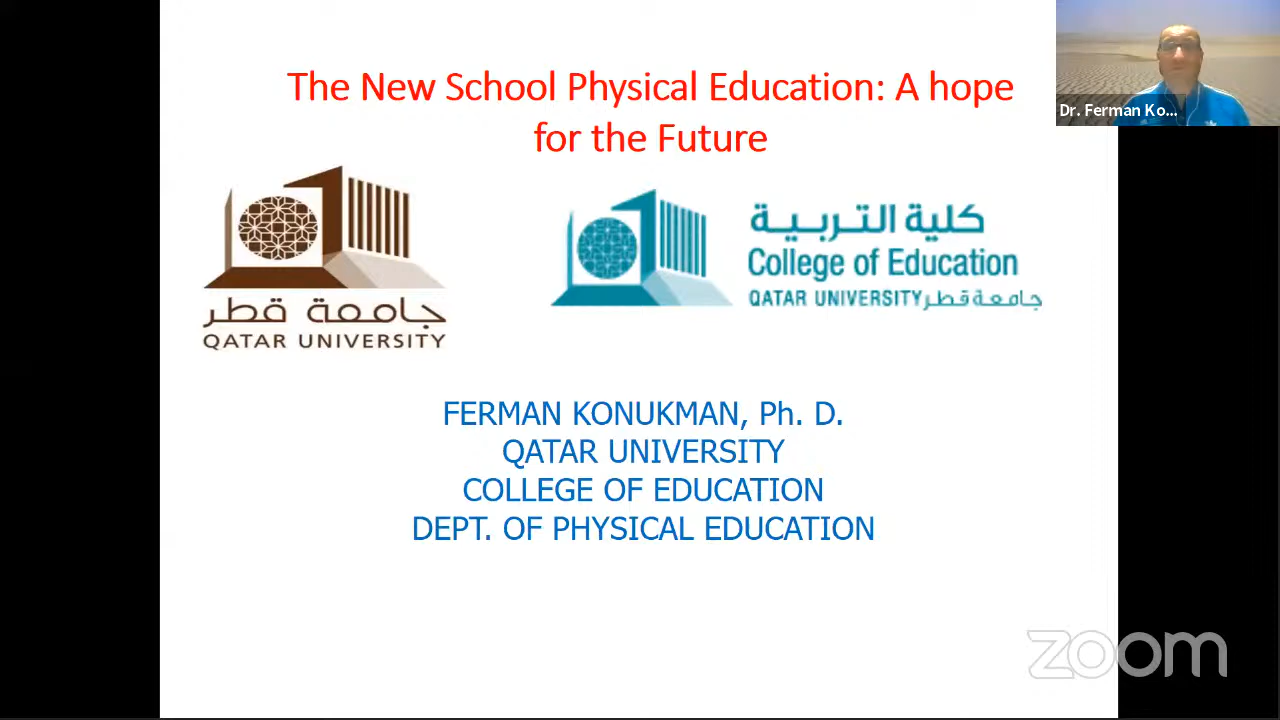 The New School Physical Education: A hope
for the Future
Dr. Ferman Ko...
جامعة قطر
QATAR UNIVERSITY
كلية التربية
College of Education
QATAR UNIVERSITY جامعة قطر
FERMAN KONUKMAN, Ph. D.
QATAR UNIVERSITY
COLLEGE OF EDUCATION
DEPT. OF PHYSICAL EDUCATION
zoom